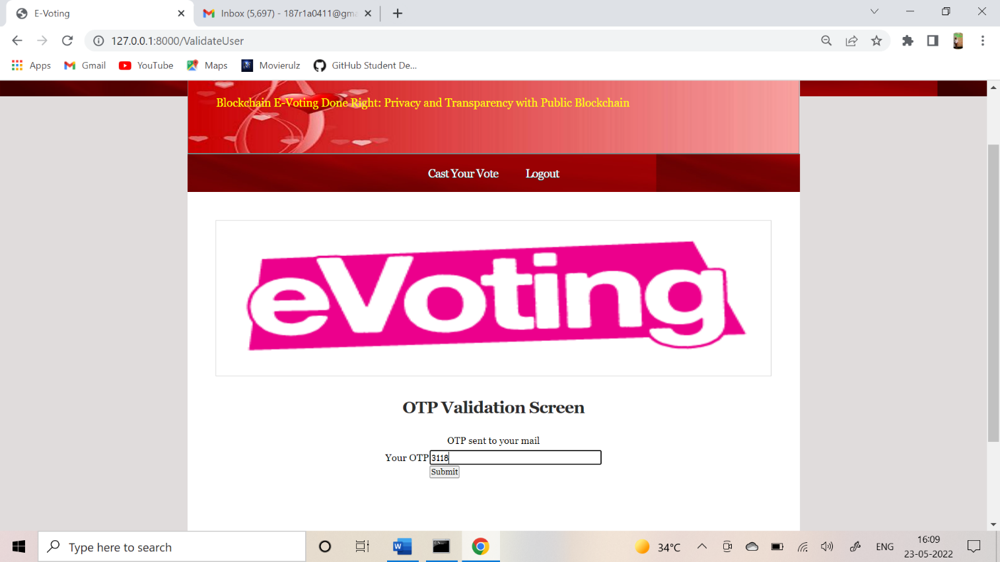 E-Voting
Inbox (5,697) - 187r1a0411@gma
127.0.0.1:8000/ValidateUser
Apps
Gmail
YouTube
Maps
Movierulz
GitHub Student De...
Blockchain E-Voting Done Right: Privacy and Transparency with Public Blockchain
Cast Your Vote
Logout
eVoting
OTP Validation Screen
OTP sent to your mail
Your OTP 3118
Submit
Type here to search
34°C
ENG
16:09
23-05-2022